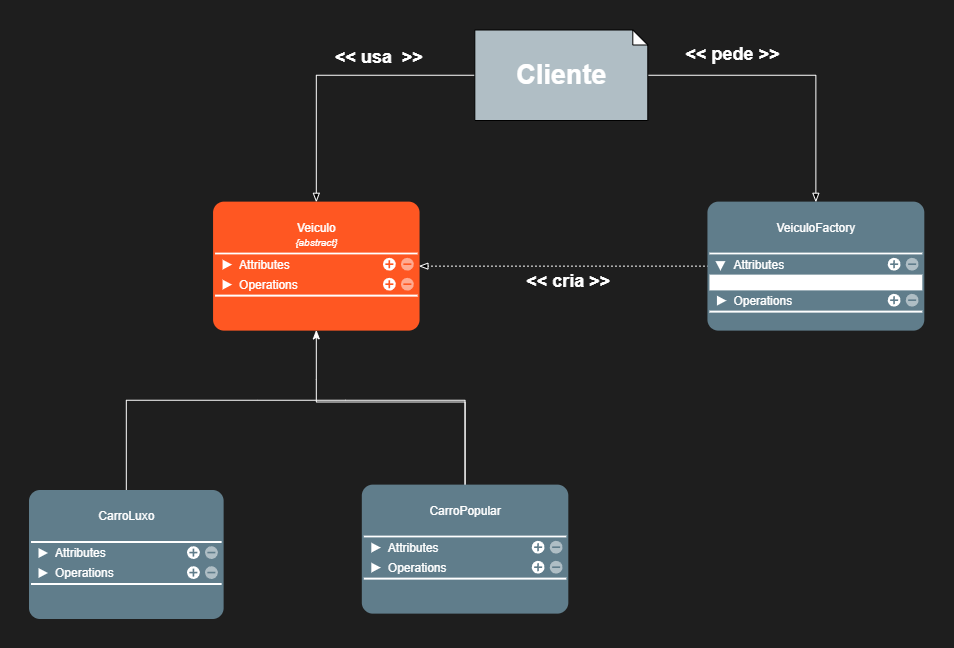 << usa >>
<< pede >>
Cliente
Veiculo
{abstract}
Attributes
Operations
<< cria >>
VeiculoFactory
Attributes
Operations
CarroLuxo
Attributes
Operations
CarroPopular
Attributes
Operations